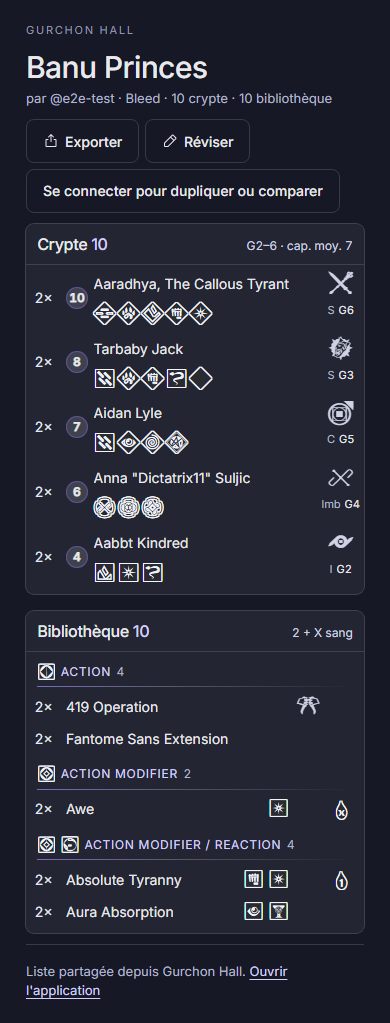 GURCHON HALL
Banu Princes
par @e2e-test · Bleed · 10 crypte · 10 bibliothèque
Exporter
Réviser
Se connecter pour dupliquer ou comparer
Crypte 10
G2–6 · cap. moy. 7
2×
10
Aaradhya, The Callous Tyrant
S G6
2×
8
Tarbaby Jack
S G3
2×
7
Aidan Lyle
C G5
2×
6
Anna "Dictatrix11" Suljic
Imb G4
2×
4
Aabbt Kindred
I G2
Bibliothèque 10
2 + X sang
ACTION 4
2× 419 Operation
2× Fantome Sans Extension
ACTION MODIFIER 2
2× Awe
X
ACTION MODIFIER / REACTION 4
2× Absolute Tyranny
1
2× Aura Absorption
Liste partagée depuis Gurchon Hall. Ouvrir
l'application